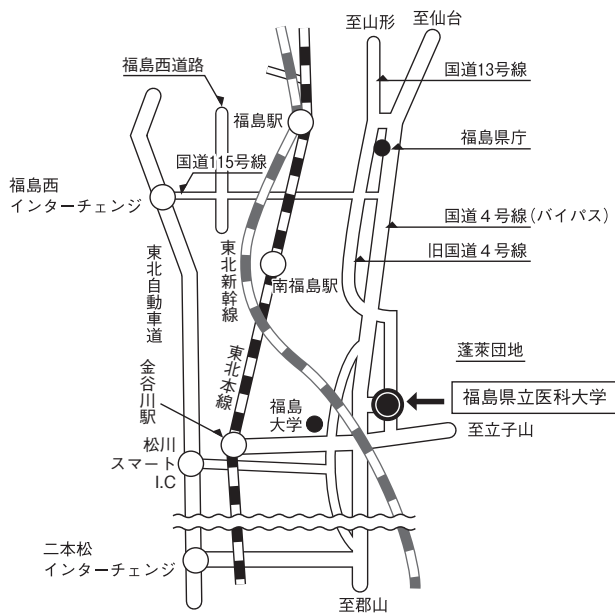 至山形
至仙台
福島西道路
国道13号線
福島駅
福島県庁
国道115号線
福島西
インターチェンジ
国道４号線(バイパス)
旧国道４号線
東北自動車道
東北新幹線
南福島駅
蓬萊団地
金谷川駅
東北本線
福島
大学
福島県立医科大学
至立子山
松川
スマート
I.C
二本松
インターチェンジ
至郡山